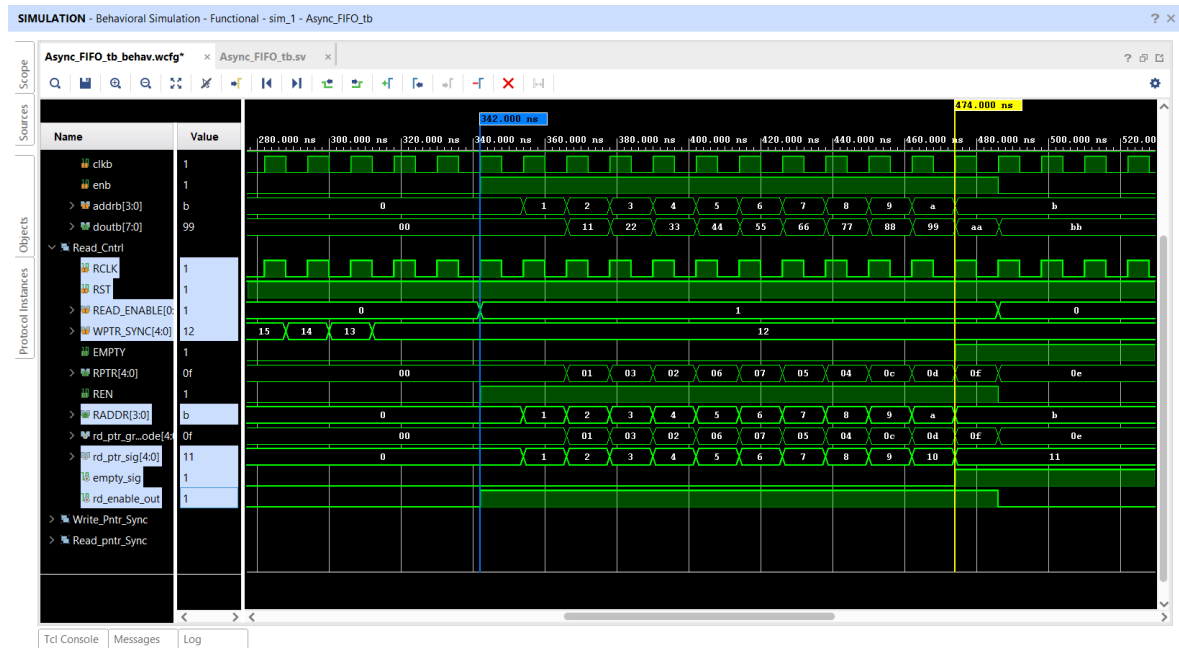 SIMULATION - Behavioral Simulation - Functional - sim_1 - Async_FIFO_tb ? ×
Async_FIFO_tb_behav.wcfg* × Async_FIFO_tb.sv × ?
Scope
Sources
Objects
Protocol Instances
474.000 ns
342.000 ns
Name Value
280.000 ns 300.000 ns 320.000 ns 340.000 ns 360.000 ns 380.000 ns 400.000 ns 420.000 ns 440.000 ns 460.000 ns 480.000 ns 500.000 ns 520.00
clkb 1
enb 1
> addrb[3:0] b 0 1 2 3 4 5 6 7 8 9 a b
> doutb[7:0] 99 00 11 22 33 44 55 66 77 88 99 aa bb
Read_Cntrl
RCLK 1
RST 1
> READ_ENABLE[0: 1 0 1 0
> WPTR_SYNC[4:0] 12 15 14 13 12
EMPTY 1
> RPTR[4:0] 0f 00 01 03 02 06 07 05 04 0c 0d 0f 0e
REN 1
> RADDR[3:0] b 0 1 2 3 4 5 6 7 8 9 a b
> rd_ptr_gr...ode[4: 0f 00 01 03 02 06 07 05 04 0c 0d 0f 0e
> rd_ptr_sig[4:0] 11 0 1 2 3 4 5 6 7 8 9 10 11
empty_sig 1
rd_enable_out 1
> Write_Pntr_Sync
> Read_pntr_Sync
Tcl Console Messages Log